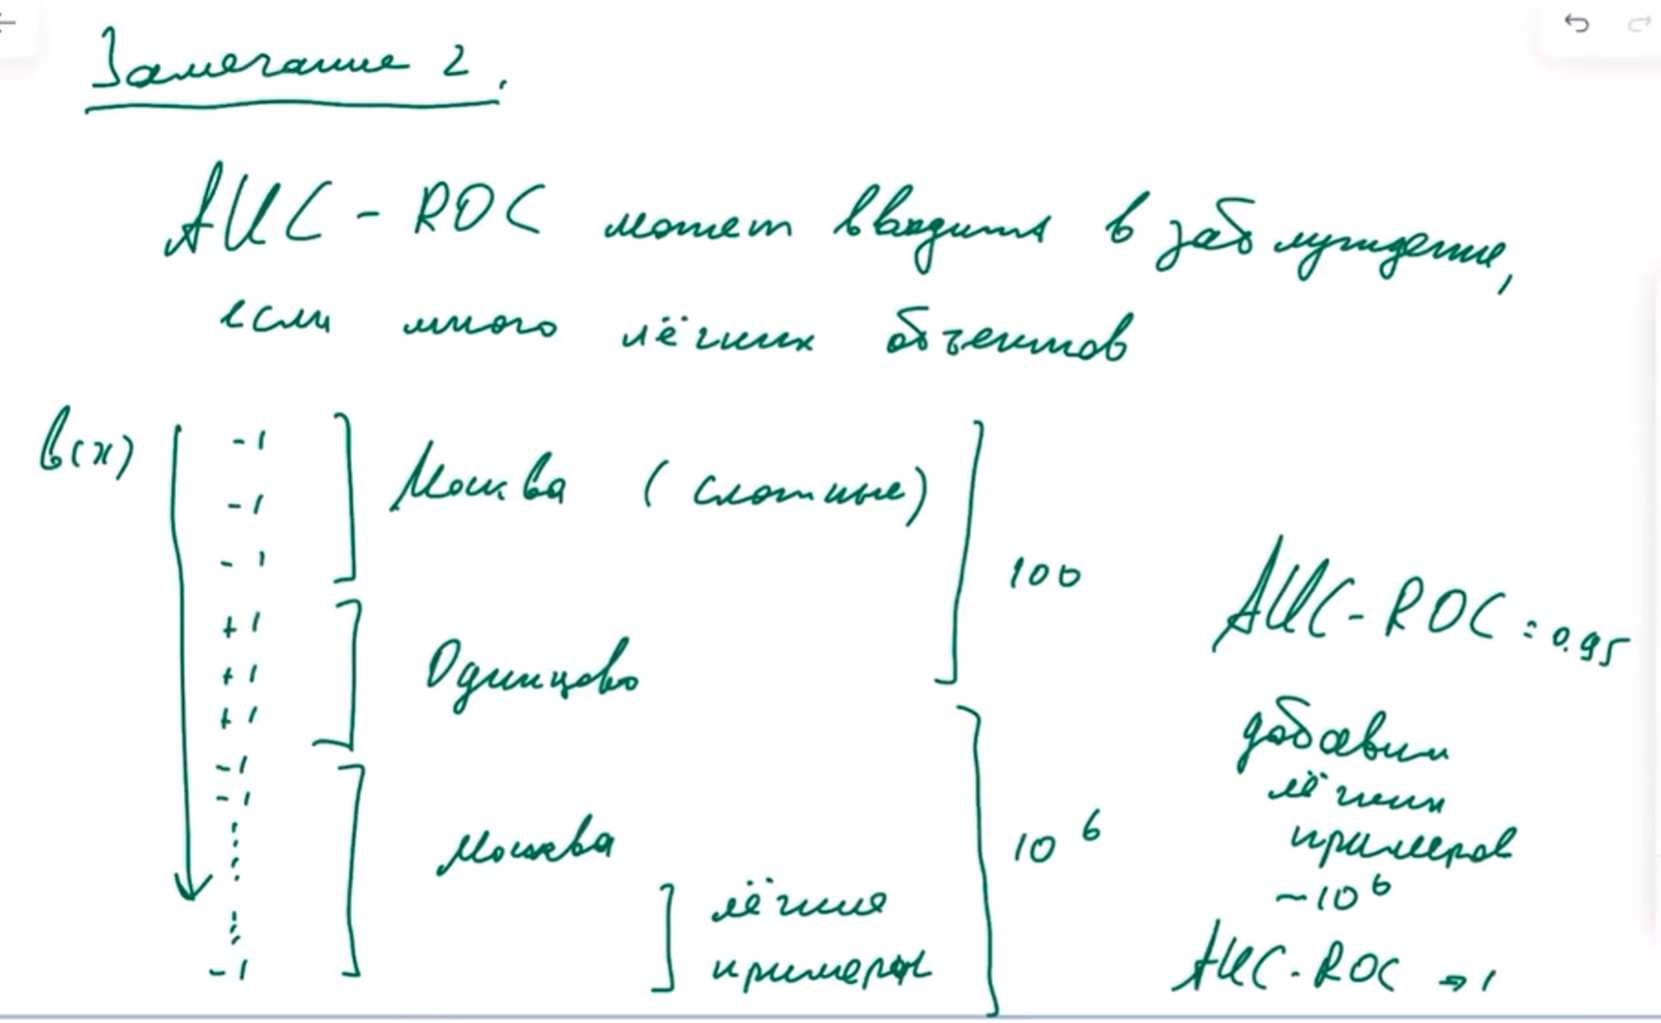 Замечание 2.
AUC-ROC может вводить в заблуждение,
если много лёгких объектов
b(x)
-1
-1
-1
+1
+1
+1
-1
-1
-1
Москва (сложные)
Одинцово
Москва
лёгкие
примеры
100
10^6
AUC-ROC = 0.95
добавим
лёгких
примеров
~10^6
AUC-ROC → 1